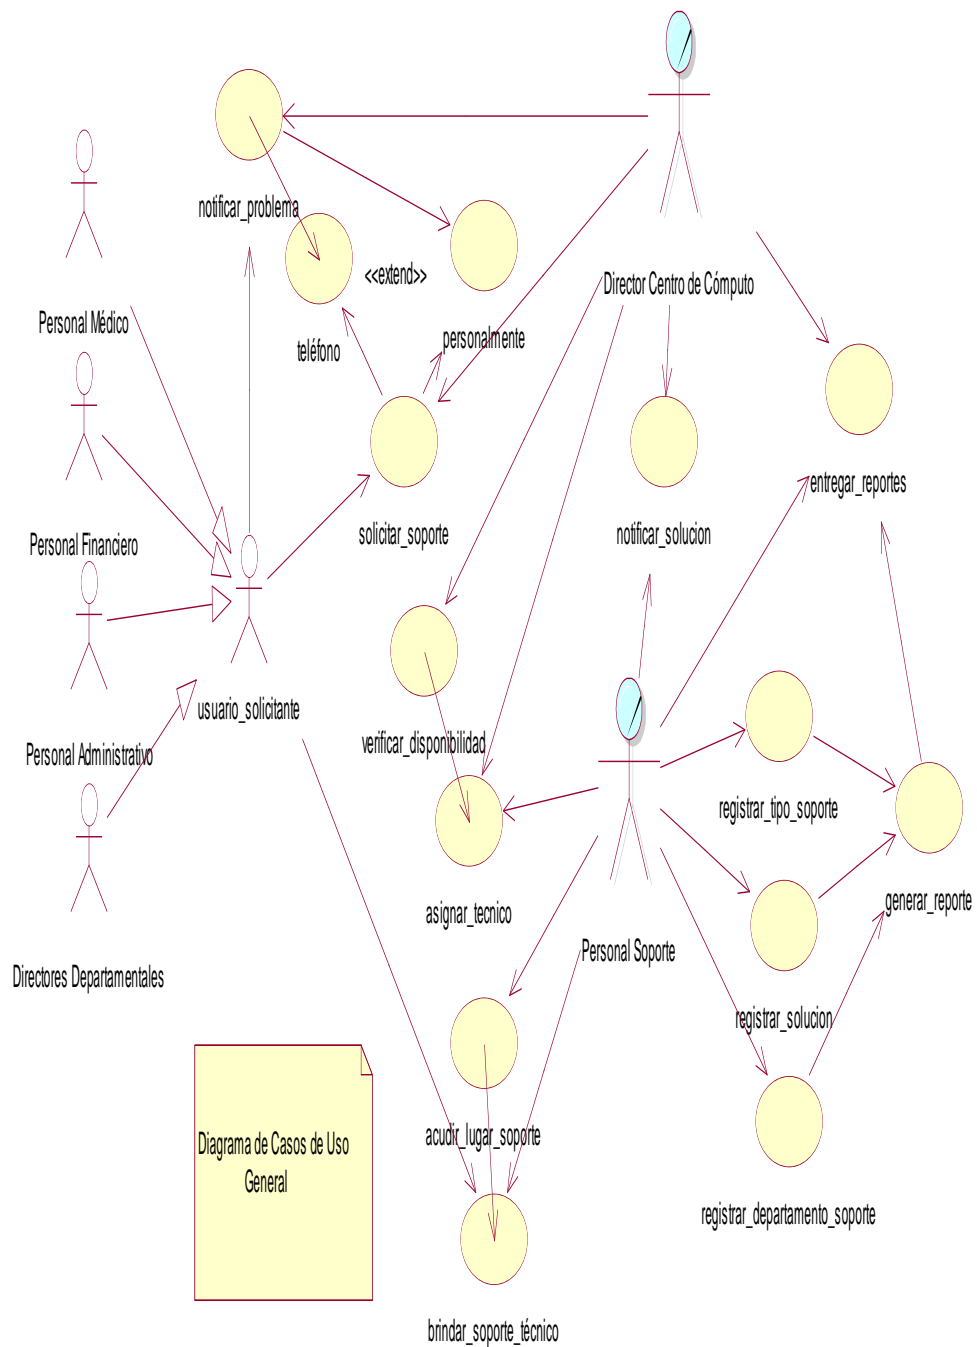 notificar_problema
<<extend>>
Director Centro de Cómputo
Personal Médico
teléfono
personalmente
entregar_reportes
solicitar_soporte
notificar_solucion
Personal Financiero
usuario_solicitante
verificar_disponibilidad
Personal Administrativo
registrar_tipo_soporte
generar_reporte
asignar_tecnico
Personal Soporte
Directores Departamentales
registrar_solucion
acudir_lugar_soporte
Diagrama de Casos de Uso
General
registrar_departamento_soporte
brindar_soporte_técnico